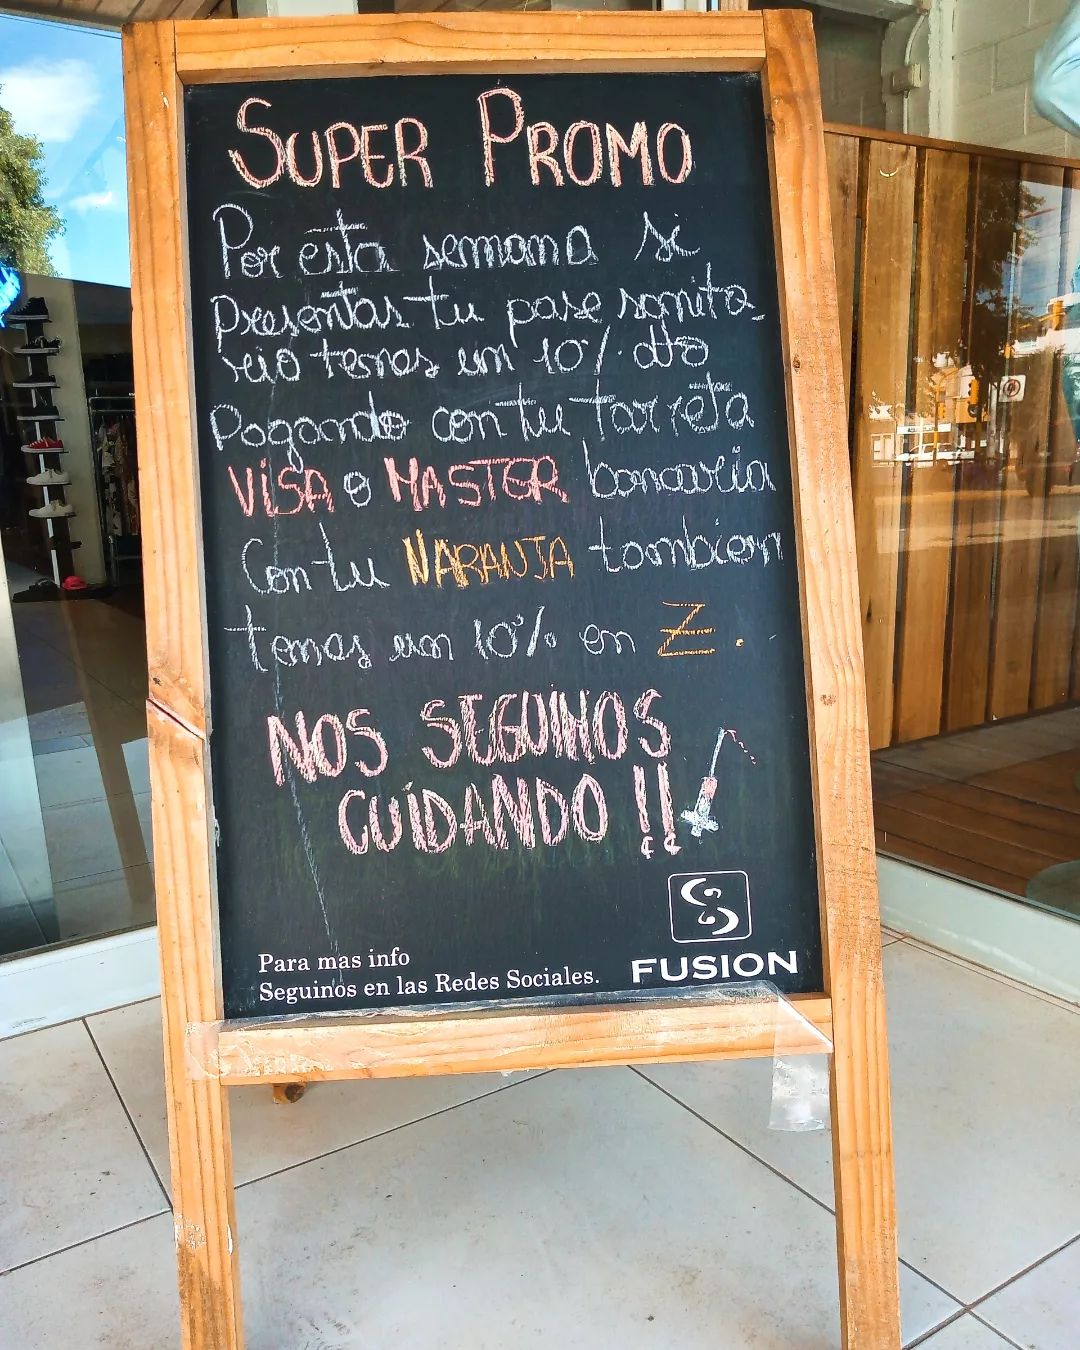 SUPER PROMO
Por esta semana si
Presentas tu pase sanita_
rio tenes un 10% dto
Pagando con tu tarjeta
VISA o MASTER bancaria
Con tu NARANJA tambien
tenes un 10% en Z.
NOS SEGUIMOS
CUIDANDO !!
Para mas info
Seguinos en las Redes Sociales.
FUSION